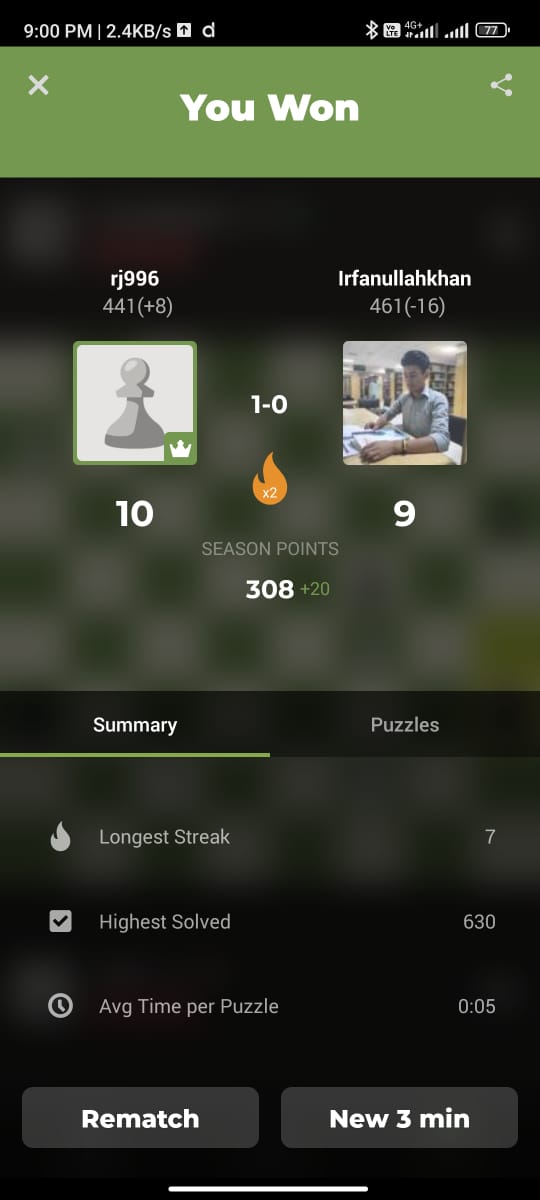 9:00 PM | 2.4KB/s d Vo LTE 4G+ 77
You Won
rj996 Irfanullahkhan
441(+8) 461(-16)
1-0
x2
10 9
SEASON POINTS
308 +20
Summary Puzzles
Longest Streak 7
Highest Solved 630
Avg Time per Puzzle 0:05
Rematch New 3 min